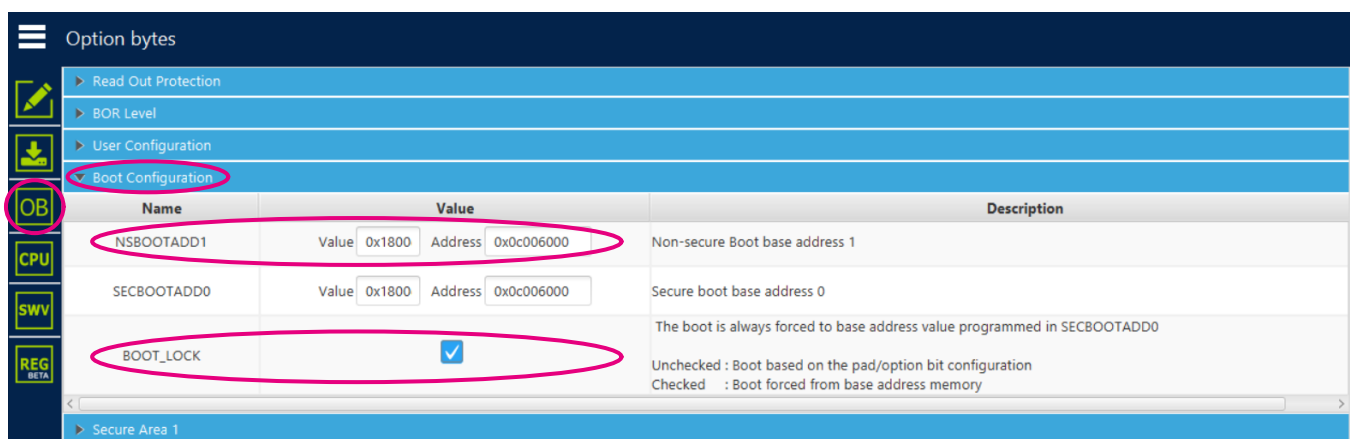 Option bytes
Read Out Protection
BOR Level
User Configuration
Boot Configuration
OB
CPU
SWV
REG
BETA
Name Value Description
NSBOOTADD1 Value 0x1800 Address 0x0c006000 Non-secure Boot base address 1
SECBOOTADD0 Value 0x1800 Address 0x0c006000 Secure boot base address 0
The boot is always forced to base address value programmed in SECBOOTADD0
BOOT_LOCK
Unchecked : Boot based on the pad/option bit configuration
Checked : Boot forced from base address memory
Secure Area 1